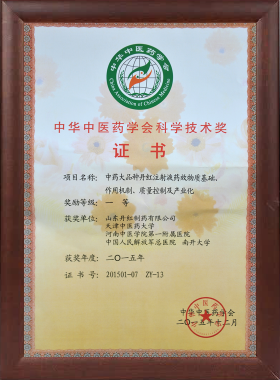 中华中医药学会
China Association of Chinese Medicine
中华中医药学会科学技术奖
证书
项目名称：中药大品种丹红注射液药效物质基础、
作用机制、质量控制及产业化
奖励等级：一 等
获奖单位：山东丹红制药有限公司
天津中医药大学
河南中医学院第一附属医院
中国人民解放军总医院 南开大学
获奖年度：二〇一五年
证 书 号：201501-07 ZY-13
中华中医药学会
二〇一五年十二月